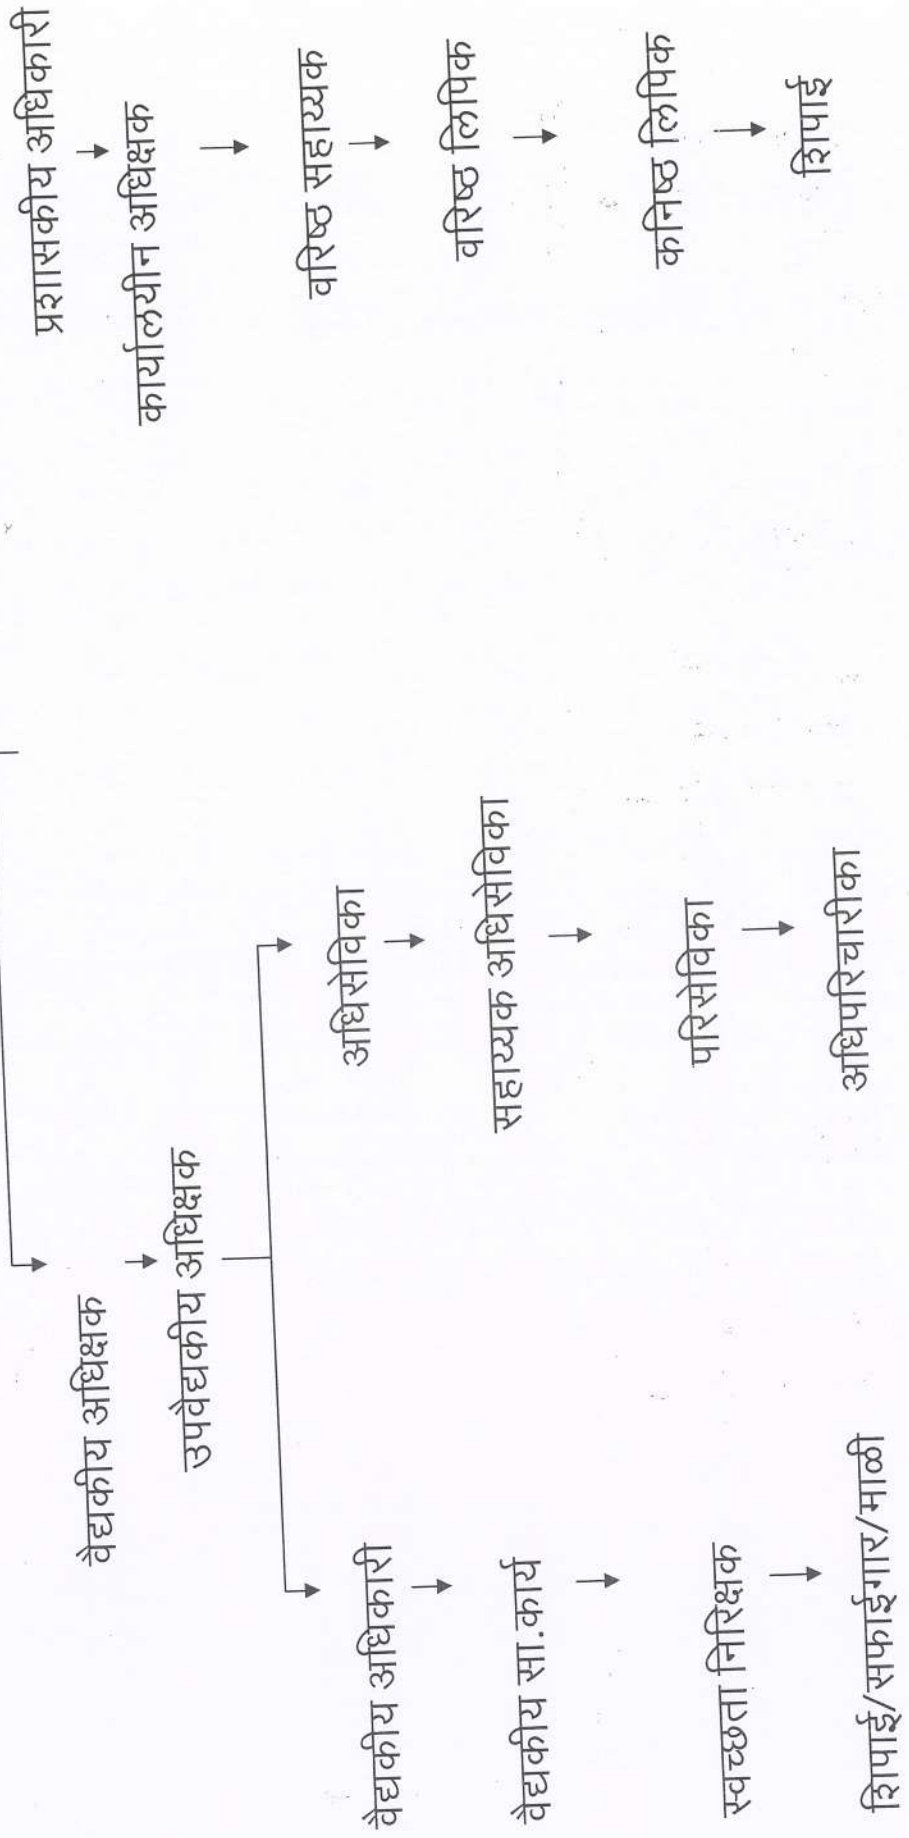 वैद्यकीय अधिक्षक
उपवैद्यकीय अधिक्षक
वैद्यकीय अधिकारी
वैद्यकीय सा.कार्य
स्वच्छता निरीक्षक
शिपाई/सफाईगार/माळी
अधिसेविका
सहाय्यक अधिसेविका
परिसेविका
अधिपरिचारीका
प्रशासकीय अधिकारी
कार्यालयीन अधिक्षक
वरिष्ठ सहाय्यक
वरिष्ठ लिपीक
कनिष्ठ लिपीक
शिपाई